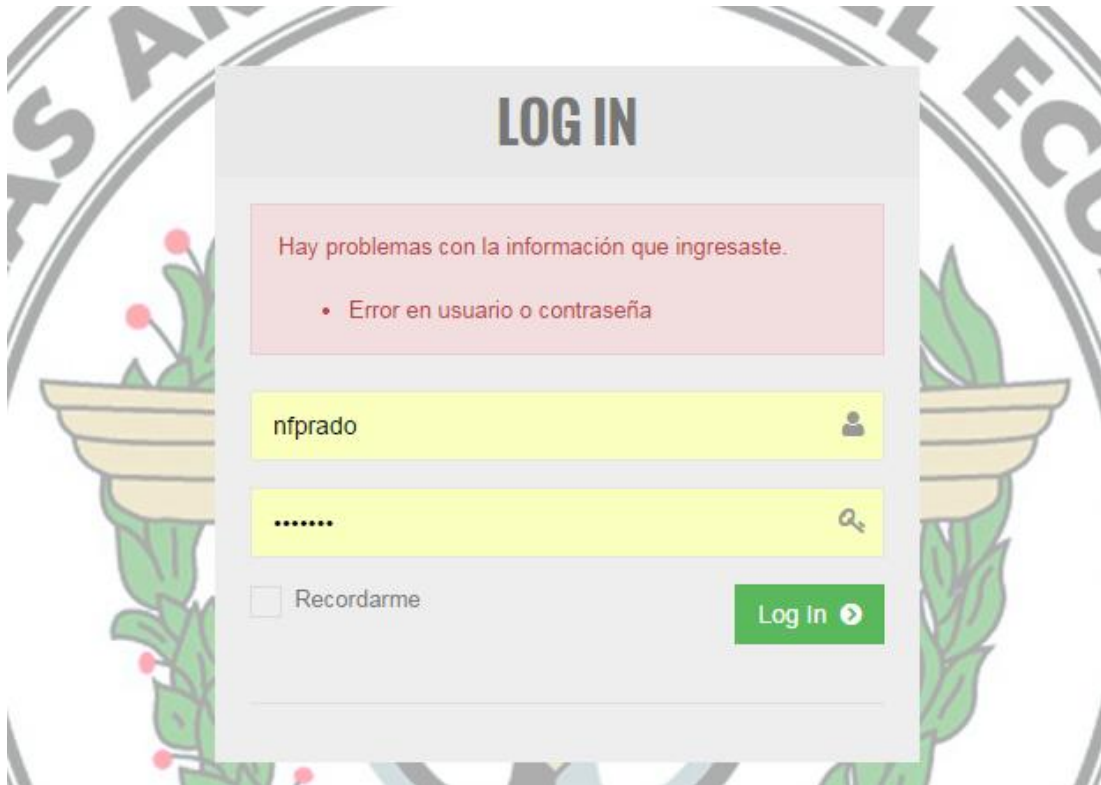 LOG IN
Hay problemas con la información que ingresaste.
• Error en usuario o contraseña
nfprado
•••••••
Recordarme
Log In